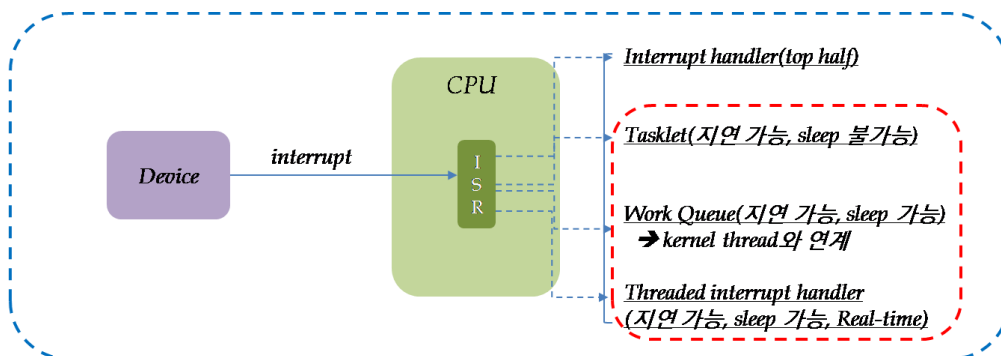 Device
interrupt
CPU
I
S
R
Interrupt handler(top half)
Tasklet(지연 가능, sleep 불가능)
Work Queue(지연 가능, sleep 가능)
➔ kernel thread와 연계
Threaded interrupt handler
(지연 가능, sleep 가능, Real-time)